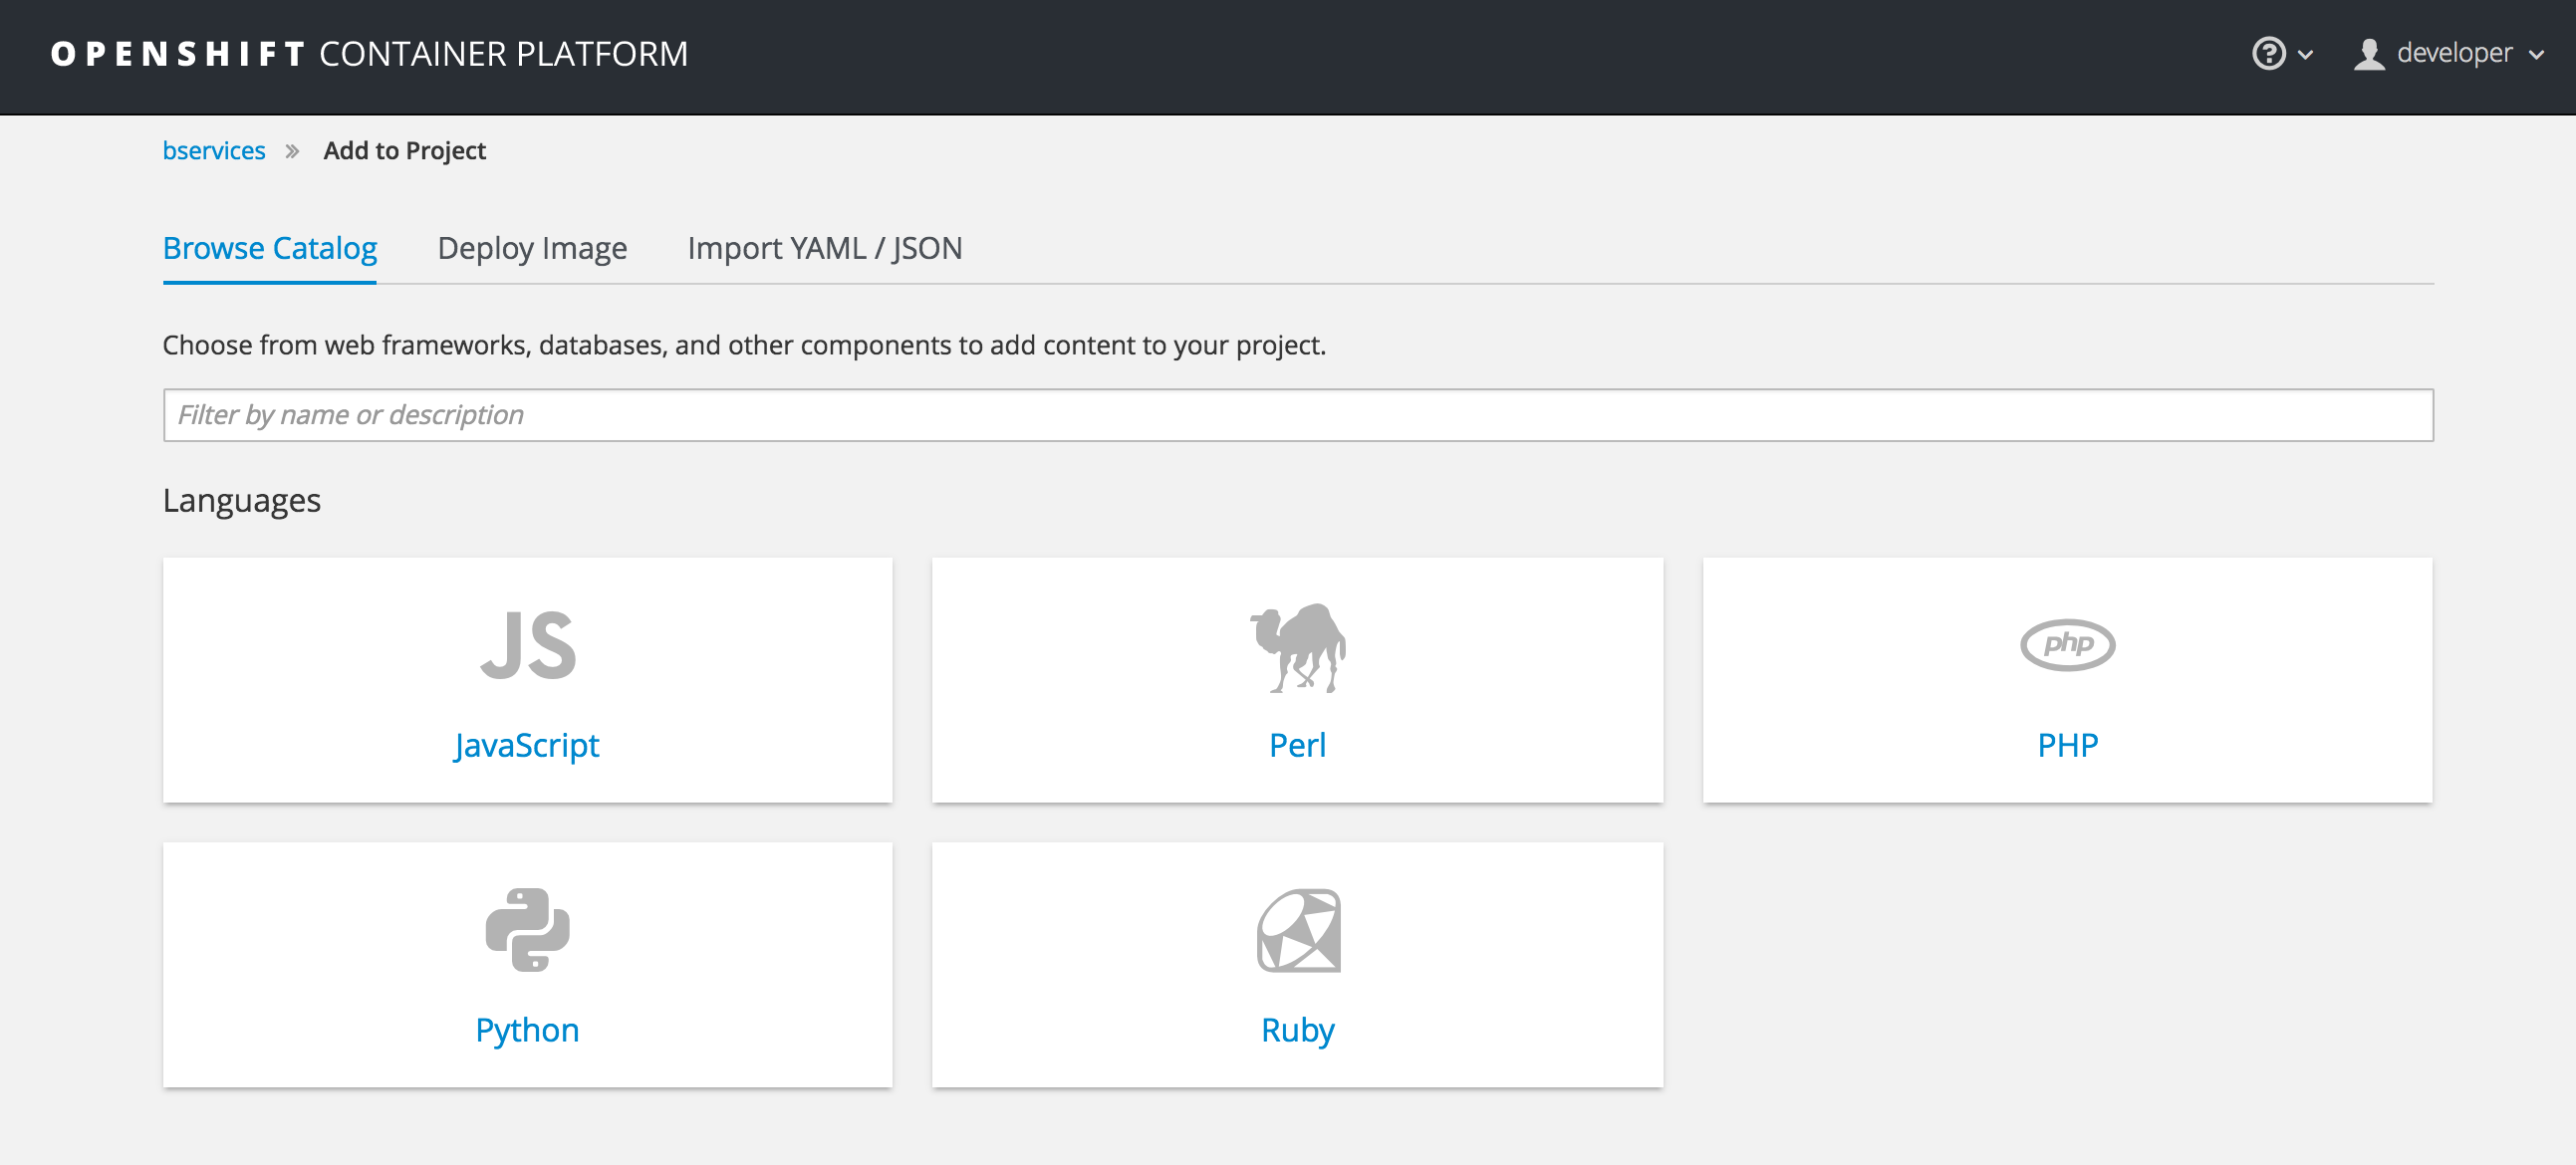 OPENSHIFT CONTAINER PLATFORM
developer
bservices » Add to Project
Browse Catalog Deploy Image Import YAML / JSON
Choose from web frameworks, databases, and other components to add content to your project.
Filter by name or description
Languages
JS
JavaScript
Perl
php
PHP
Python
Ruby